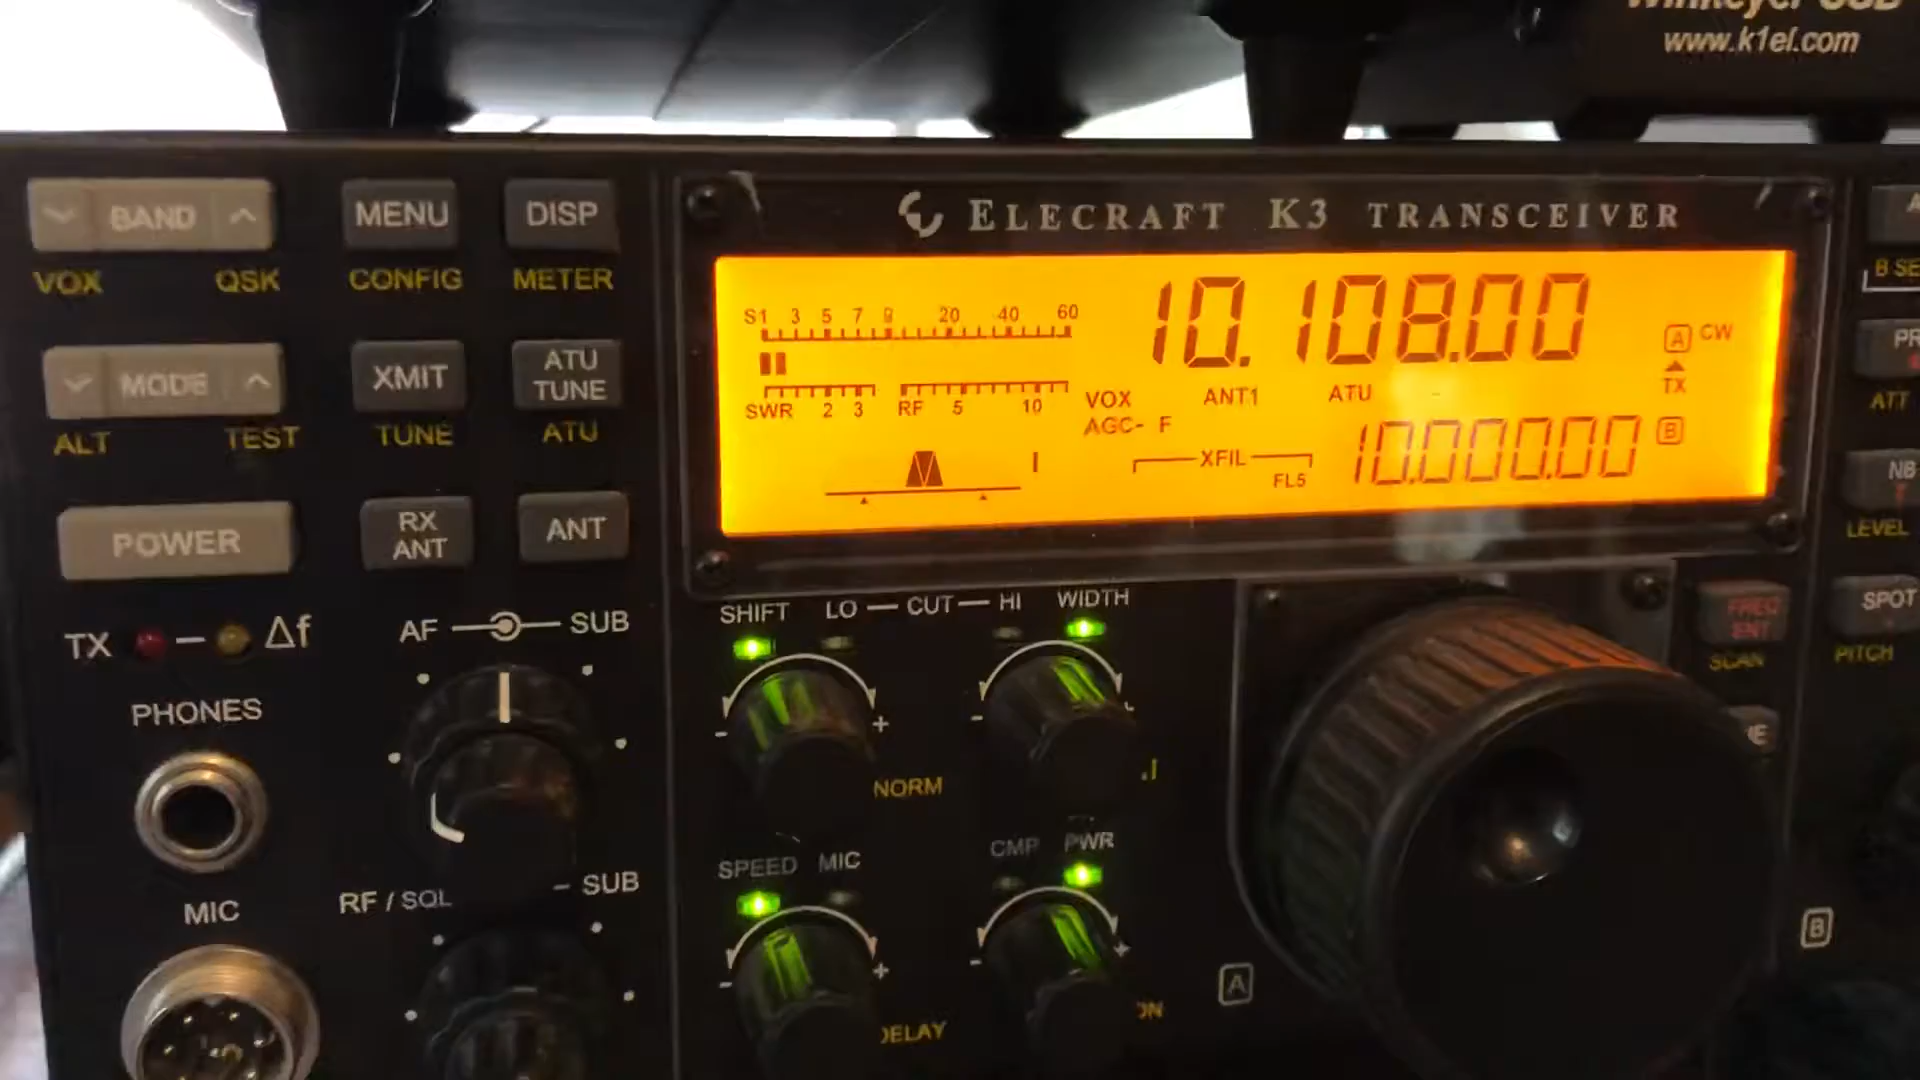 WinKeyer USB
www.k1el.com
BAND
MENU
DISP
VOX
QSK
CONFIG
METER
MODE
XMIT
ATU
TUNE
ALT
TEST
TUNE
ATU
POWER
RX
ANT
ANT
TX
Δf
AF
SUB
PHONES
MIC
RF / SQL
SUB
ELECRAFT K3 TRANSCEIVER
S1 3 5 7 9 20 40 60
10.108.00
A CW
TX
SWR 2 3 RF 5 10
VOX ANT1 ATU
AGC- F
10.000.00 B
I
XFIL
FL5
SHIFT LO CUT HI WIDTH
- +
-
NORM
SPEED MIC
CMP PWR
- +
- +
DELAY
A
B
B SE
PR
ATT
NB
LEVEL
FREQ
ENT
SCAN
SPOT
PITCH